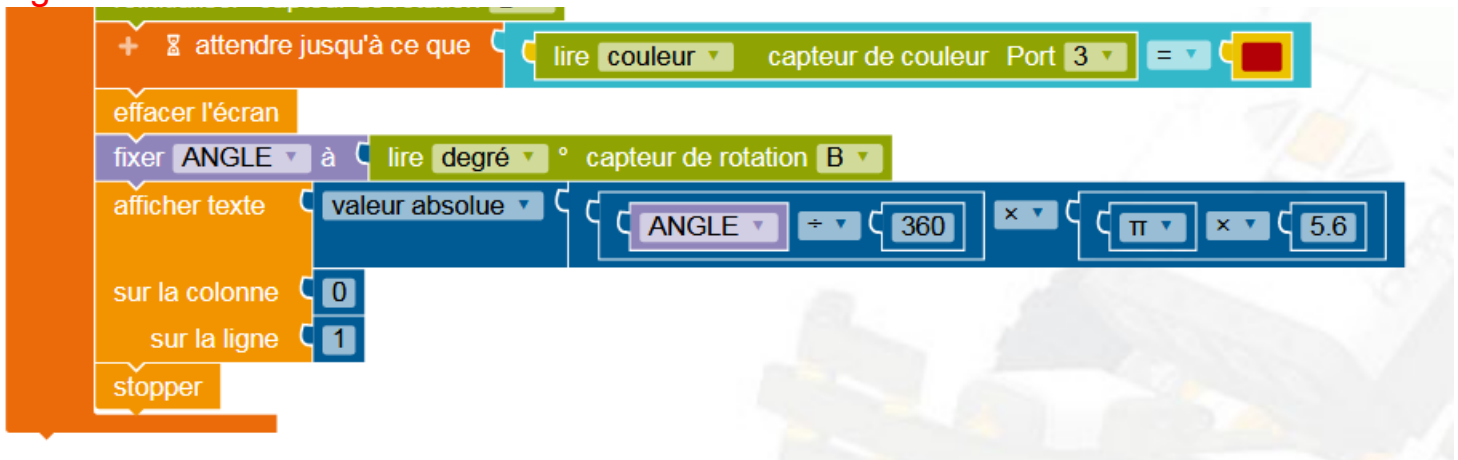 + attendre jusqu'à ce que lire couleur capteur de couleur Port 3 =
effacer l'écran
fixer ANGLE à lire degré ° capteur de rotation B
afficher texte valeur absolue ANGLE ÷ 360 × π × 5.6
sur la colonne 0
sur la ligne 1
stopper